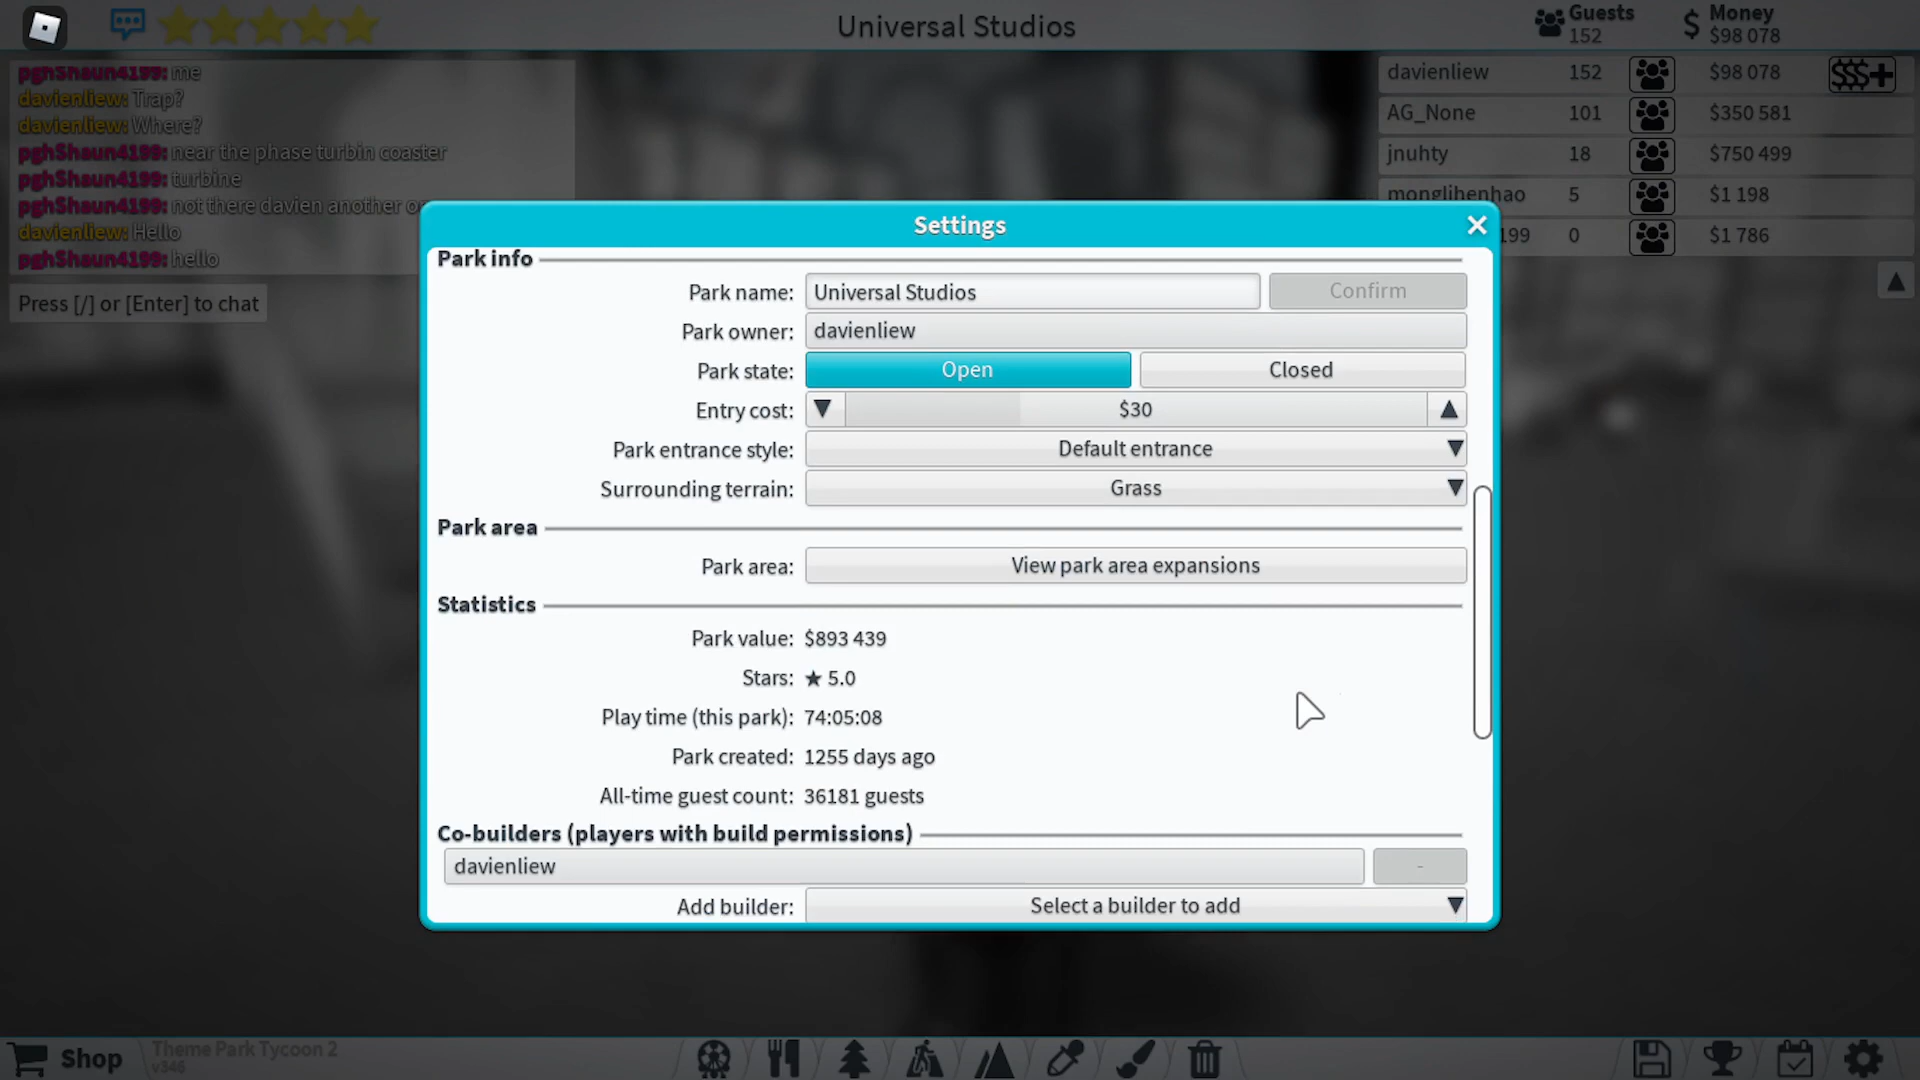 Universal Studios
Guests
152
$ Money
$98 078
pghShaun4199: me
davienliew: Trap?
davienliew: Where?
pghShaun4199: near the phase turbin coaster
pghShaun4199: turbine
pghShaun4199: not there davien another
davienliew: Hello
pghShaun4199: hello
Press [/] or [Enter] to chat
davienliew 152 $98 078 $$$+
AG_None 101 $350 581
jnuhty 18 $750 499
monglihenhao 5 $1 198
199 0 $1 786
Settings
Park info
Park name: Universal Studios Confirm
Park owner: davienliew
Park state: Open Closed
Entry cost: $30
Park entrance style: Default entrance
Surrounding terrain: Grass
Park area
Park area: View park area expansions
Statistics
Park value: $893 439
Stars: ★ 5.0
Play time (this park): 74:05:08
Park created: 1255 days ago
All-time guest count: 36181 guests
Co-builders (players with build permissions)
davienliew -
Add builder: Select a builder to add
Shop
Theme Park Tycoon 2
v346